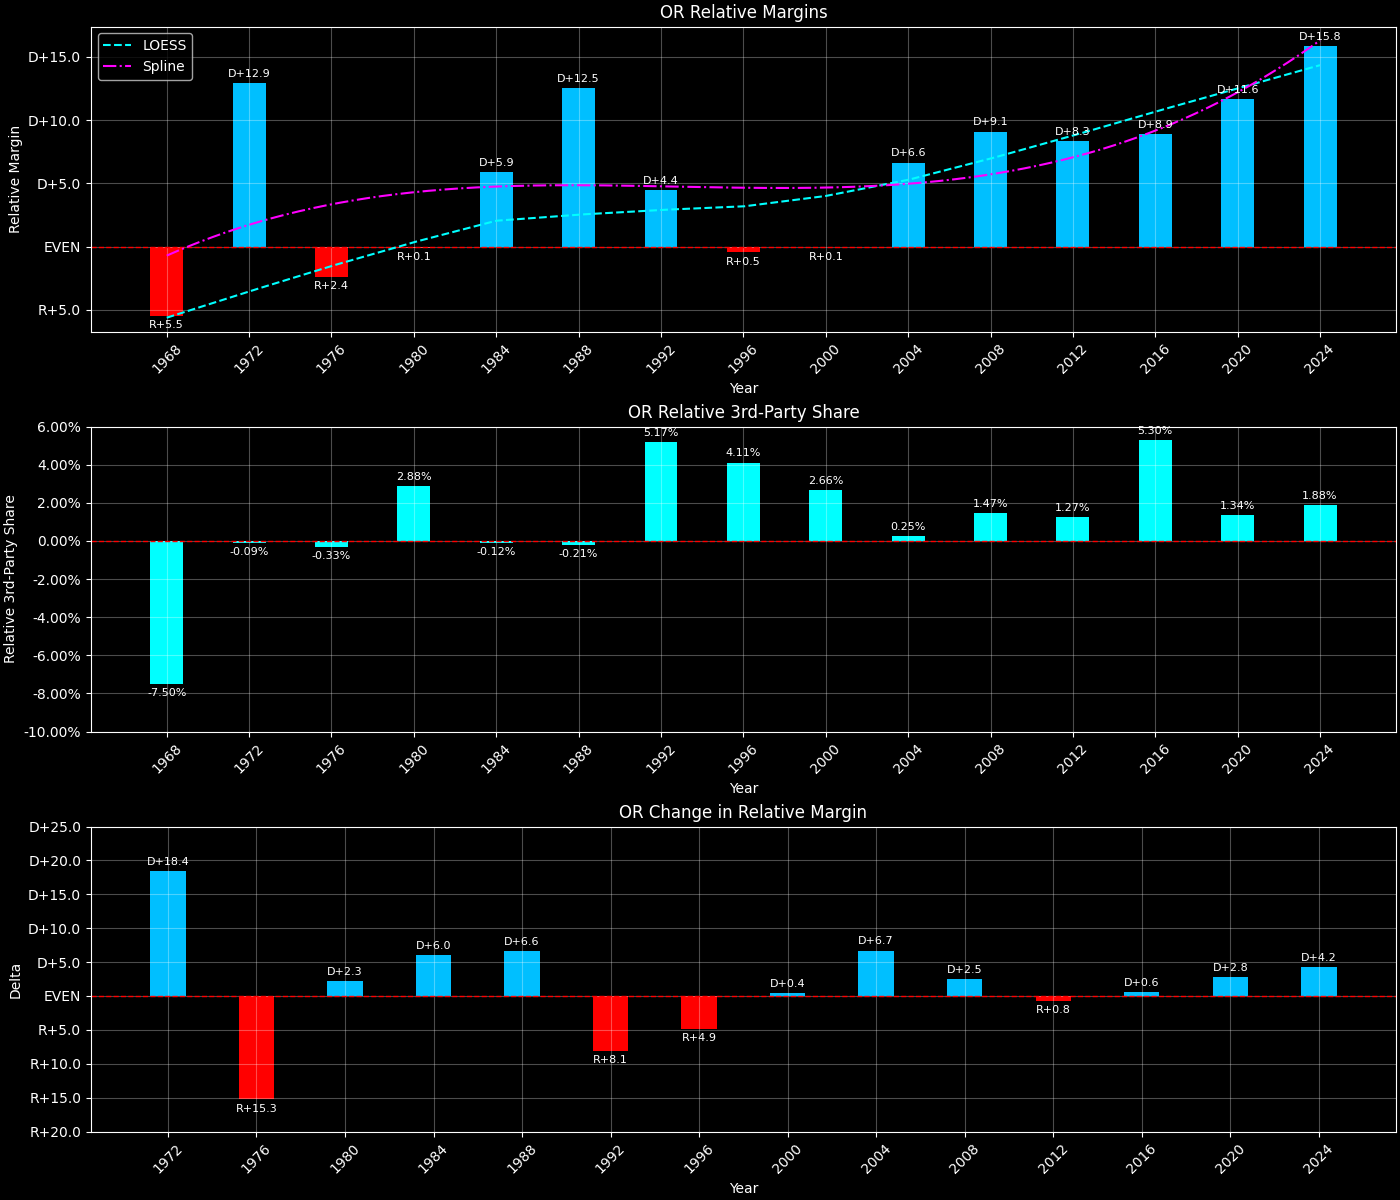 OR Relative Margins
LOESS
Spline
Relative Margin
D+15.0
D+10.0
D+5.0
EVEN
R+5.0
R+5.5
D+12.9
R+2.4
R+0.1
D+5.9
D+12.5
D+4.4
R+0.5
R+0.1
D+6.6
D+9.1
D+8.3
D+8.9
D+11.6
D+15.8
1968 1972 1976 1980 1984 1988 1992 1996 2000 2004 2008 2012 2016 2020 2024
Year
OR Relative 3rd-Party Share
Relative 3rd-Party Share
6.00%
4.00%
2.00%
0.00%
-2.00%
-4.00%
-6.00%
-8.00%
-10.00%
-7.50%
-0.09%
-0.33%
2.88%
-0.12%
-0.21%
5.17%
4.11%
2.66%
0.25%
1.47%
1.27%
5.30%
1.34%
1.88%
1968 1972 1976 1980 1984 1988 1992 1996 2000 2004 2008 2012 2016 2020 2024
Year
OR Change in Relative Margin
Delta
D+25.0
D+20.0
D+15.0
D+10.0
D+5.0
EVEN
R+5.0
R+10.0
R+15.0
R+20.0
D+18.4
R+15.3
D+2.3
D+6.0
D+6.6
R+8.1
R+4.9
D+0.4
D+6.7
D+2.5
R+0.8
D+0.6
D+2.8
D+4.2
1972 1976 1980 1984 1988 1992 1996 2000 2004 2008 2012 2016 2020 2024
Year